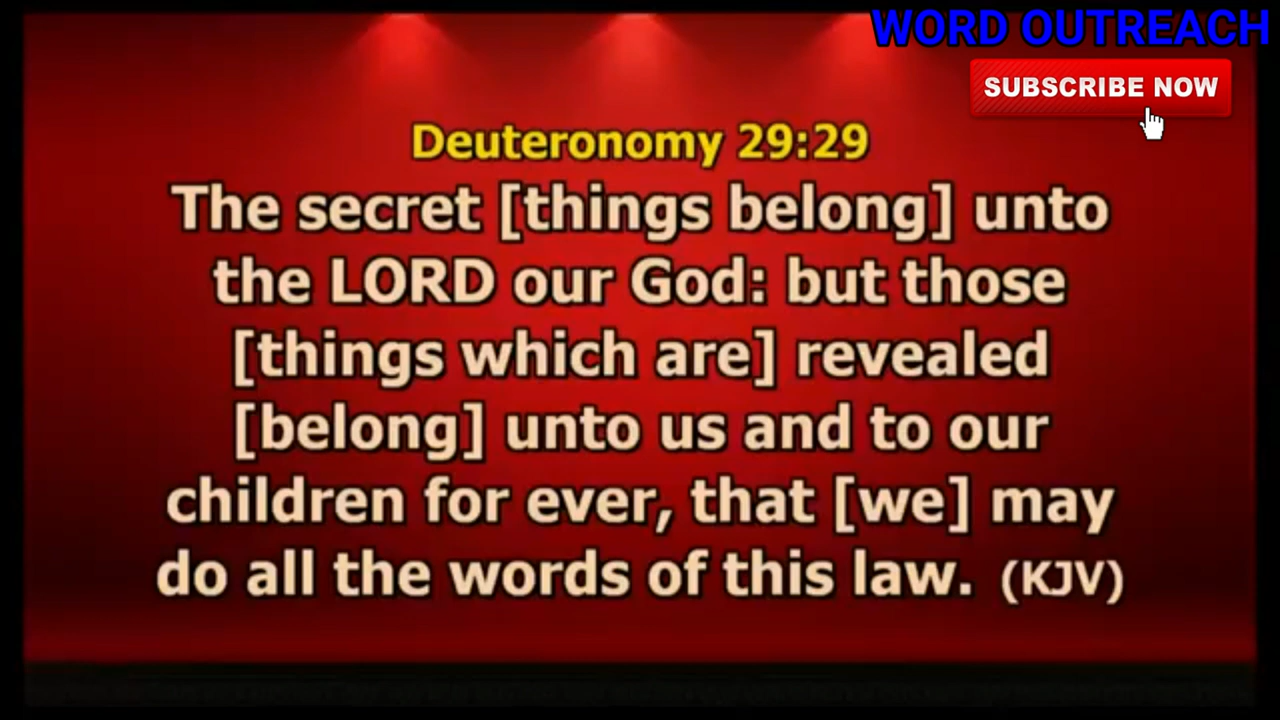 WORD OUTREACH
SUBSCRIBE NOW
Deuteronomy 29:29
The secret [things belong] unto
the LORD our God: but those
[things which are] revealed
[belong] unto us and to our
children for ever, that [we] may
do all the words of this law. (KJV)